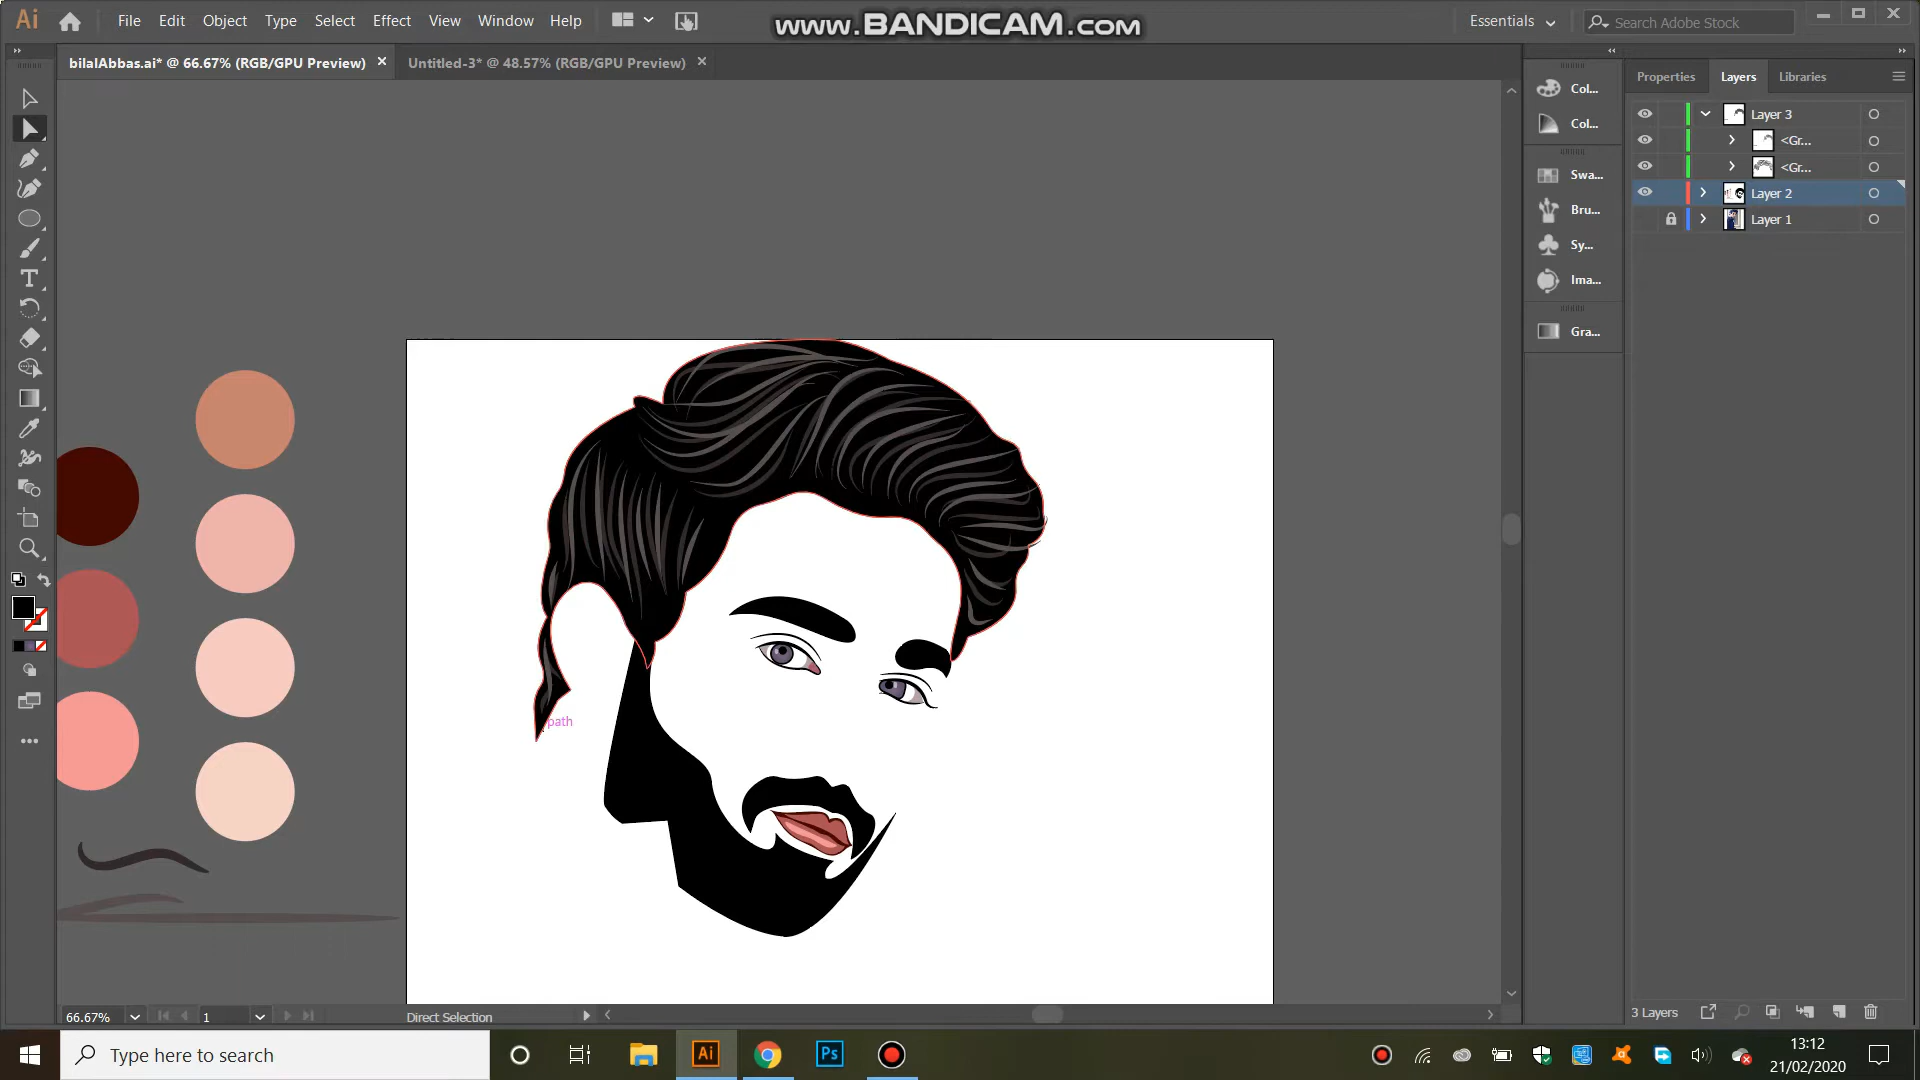 Ai File Edit Object Type Select Effect View Window Help www.BANDICAM.com Essentials Search Adobe Stock
bilalAbbas.ai* @ 66.67% (RGB/GPU Preview) × Untitled-3* @ 48.57% (RGB/GPU Preview) ×
Properties Layers Libraries
Col...
Col...
Swa...
Bru...
Sy...
Ima...
Gra...
Layer 3
<Gr...
<Gr...
Layer 2
Layer 1
path
66.67% 1 Direct Selection
3 Layers
Type here to search
Ai
Ps
13:12
21/02/2020